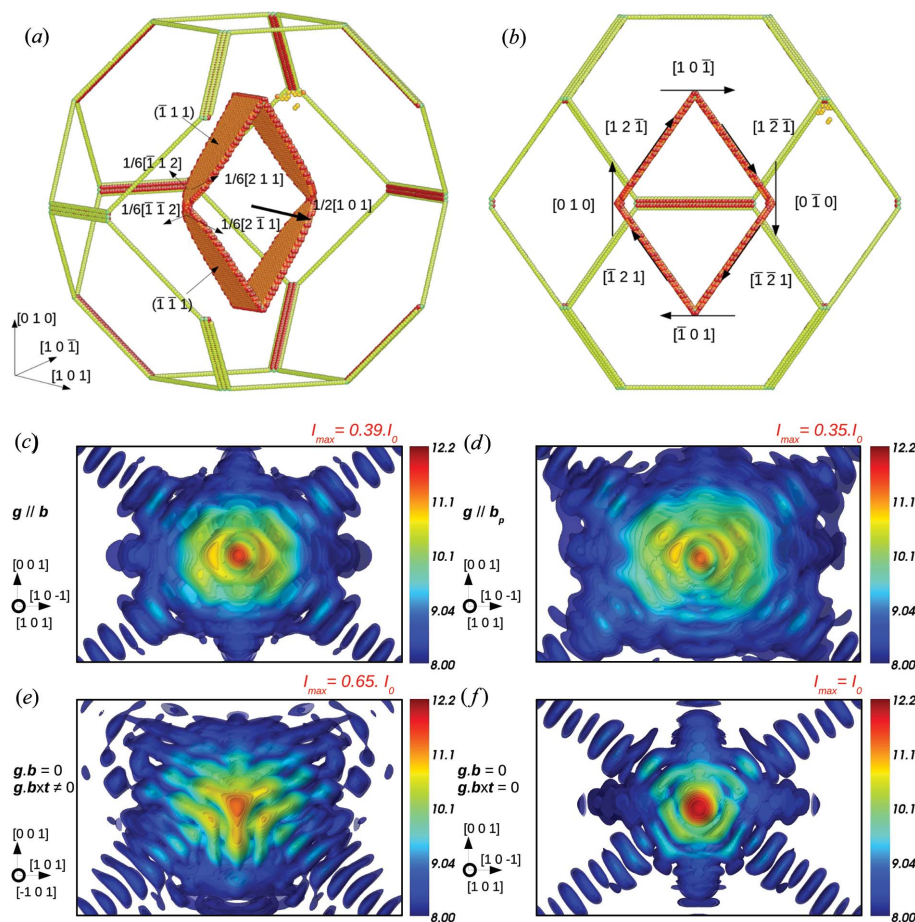 (a)
(b)
(1̄ 1 1)
1/6[1̄ 1 2]
1/6[2 1 1]
1/6[1̄ 1̄ 2]
1/6[2 1̄ 1]
1/2[1 0 1]
(1̄ 1̄ 1)
[0 1 0]
[1 0 1̄]
[1 0 1]
[1 0 1̄]
[1 2 1̄]
[1 2̄ 1̄]
[0 1 0]
[0 1̄ 0]
[1̄ 2 1]
[1̄ 2̄ 1]
[1̄ 0 1]
(c)
I_max = 0.39.I_0
g // b
[0 0 1]
[1 0 -1]
[1 0 1]
12.2
11.1
10.1
9.04
8.00
(d)
I_max = 0.35.I_0
g // b_p
[0 0 1]
[1 0 -1]
[1 0 1]
12.2
11.1
10.1
9.04
8.00
(e)
I_max = 0.65. I_0
g.b = 0
g.bxt ≠ 0
[0 0 1]
[1 0 1]
[-1 0 1]
12.2
11.1
10.1
9.04
8.00
(f)
I_max = I_0
g.b = 0
g.bxt = 0
[0 0 1]
[1 0 -1]
[1 0 1]
12.2
11.1
10.1
9.04
8.00